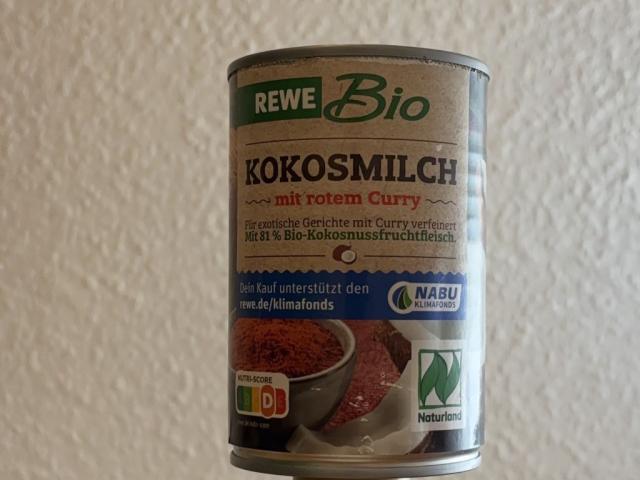 REWE Bio
KOKOSMILCH
mit rotem Curry
Für exotische Gerichte mit Curry verfeinert
Mit 81 % Bio-Kokosnussfruchtfleisch.
Dein Kauf unterstützt den
rewe.de/klimafonds
NABU
KLIMAFONDS
NUTRI-SCORE
D
Naturland